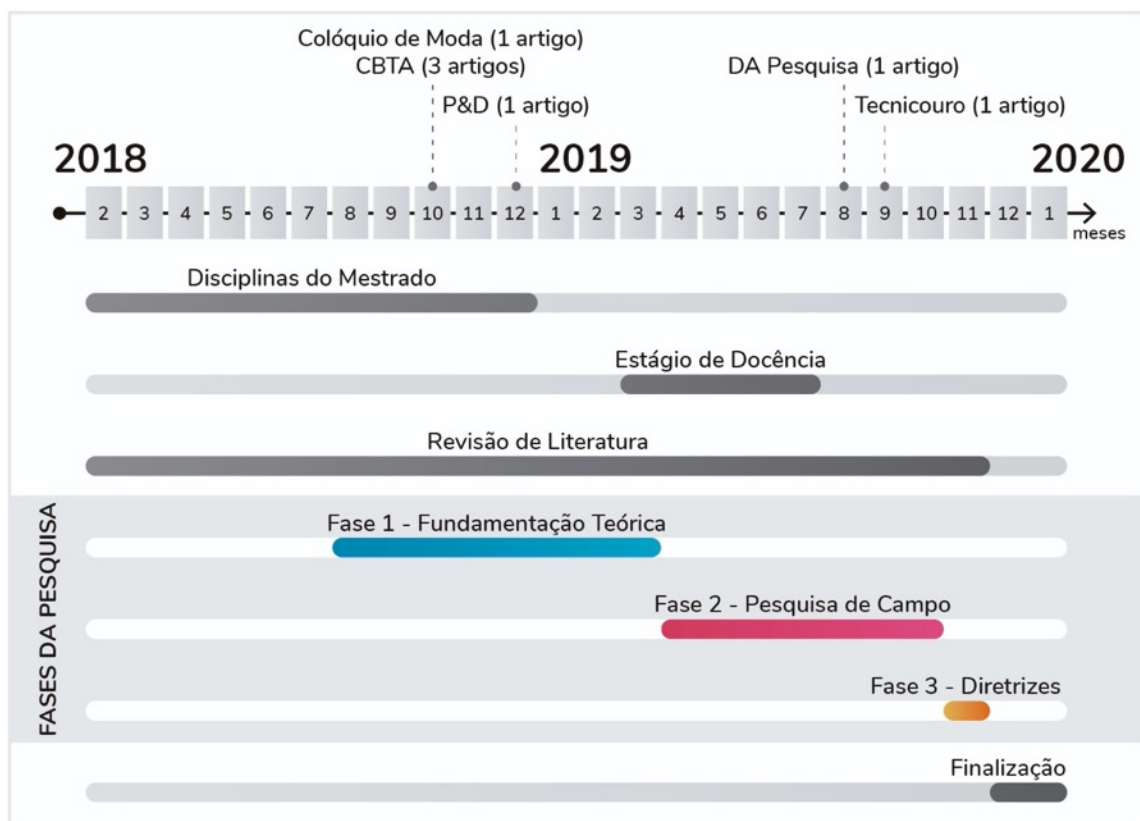 Colóquio de Moda (1 artigo)
CBTA (3 artigos)
DA Pesquisa (1 artigo)
P&D (1 artigo)
Tecnicouro (1 artigo)
2018
2019
2020
2 - 3 - 4 - 5 - 6 - 7 - 8 - 9 - 10 - 11 - 12 - 1 - 2 - 3 - 4 - 5 - 6 - 7 - 8 - 9 - 10 - 11 - 12 - 1
meses
Disciplinas do Mestrado
Estágio de Docência
Revisão de Literatura
FASES DA PESQUISA
Fase 1 - Fundamentação Teórica
Fase 2 - Pesquisa de Campo
Fase 3 - Diretrizes
Finalização